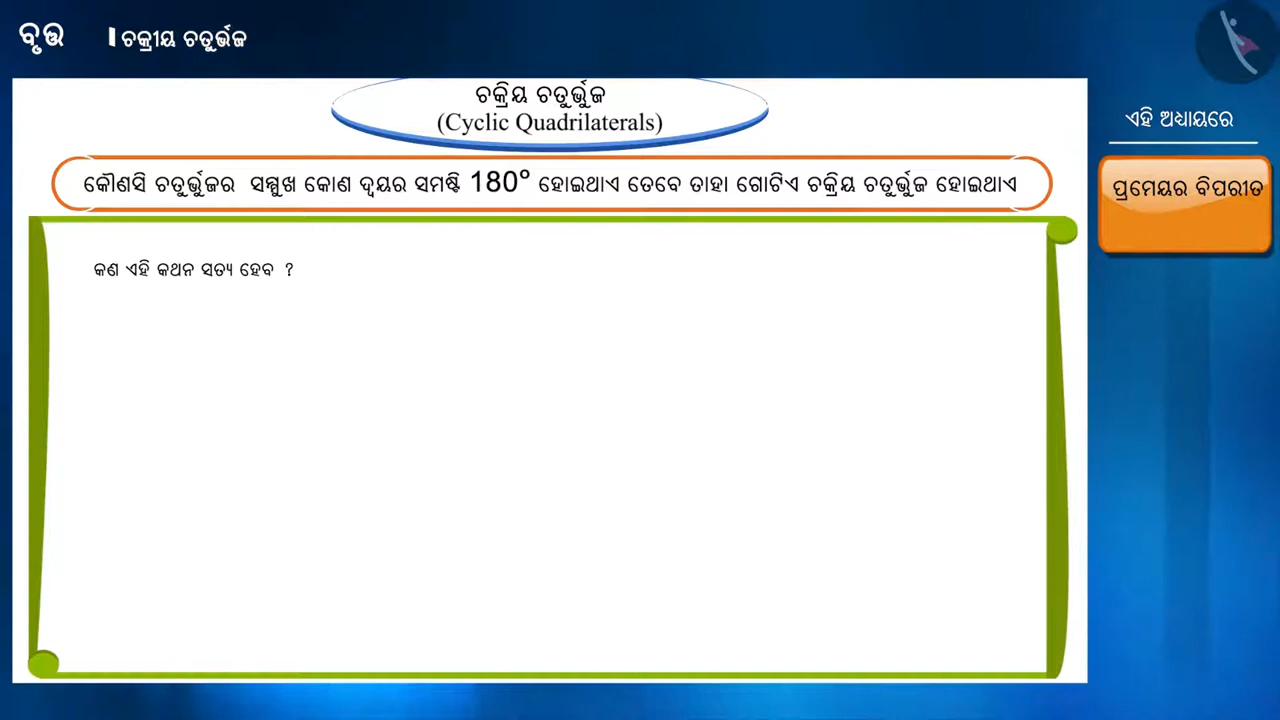 ବୃତ୍ତ
ଚକ୍ରୀୟ ଚତୁର୍ଭୁଜ
ଚକ୍ରିୟ ଚତୁର୍ଭୁଜ
(Cyclic Quadrilaterals)
ଏହି ଅଧ୍ୟାୟରେ
କୌଣସି ଚତୁର୍ଭୁଜର ସମ୍ମୁଖ କୋଣ ଦ୍ୱୟର ସମଷ୍ଟି 180° ହୋଇଥାଏ ତେବେ ତାହା ଗୋଟିଏ ଚକ୍ରିୟ ଚତୁର୍ଭୁଜ ହୋଇଥାଏ
ପ୍ରମେୟର ବିପରୀତ
କଣ ଏହି କଥନ ସତ୍ୟ ହେବ ?